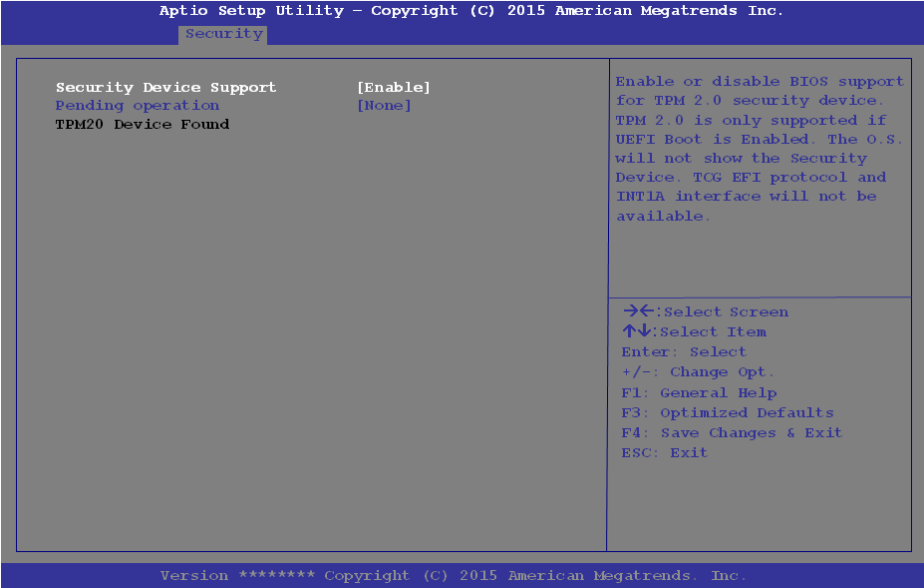 Aptio Setup Utility – Copyright (C) 2015 American Megatrends Inc.
Security
Security Device Support [Enable]
Pending operation [None]
TPM20 Device Found
Enable or disable BIOS support
for TPM 2.0 security device.
TPM 2.0 is only supported if
UEFI Boot is Enabled. The O.S.
will not show the Security
Device. TCG EFI protocol and
INT1A interface will not be
available.
→←:Select Screen
↑↓:Select Item
Enter: Select
+/-: Change Opt.
F1: General Help
F3: Optimized Defaults
F4: Save Changes & Exit
ESC: Exit
Version ******** Copyright (C) 2015 American Megatrends. Inc.